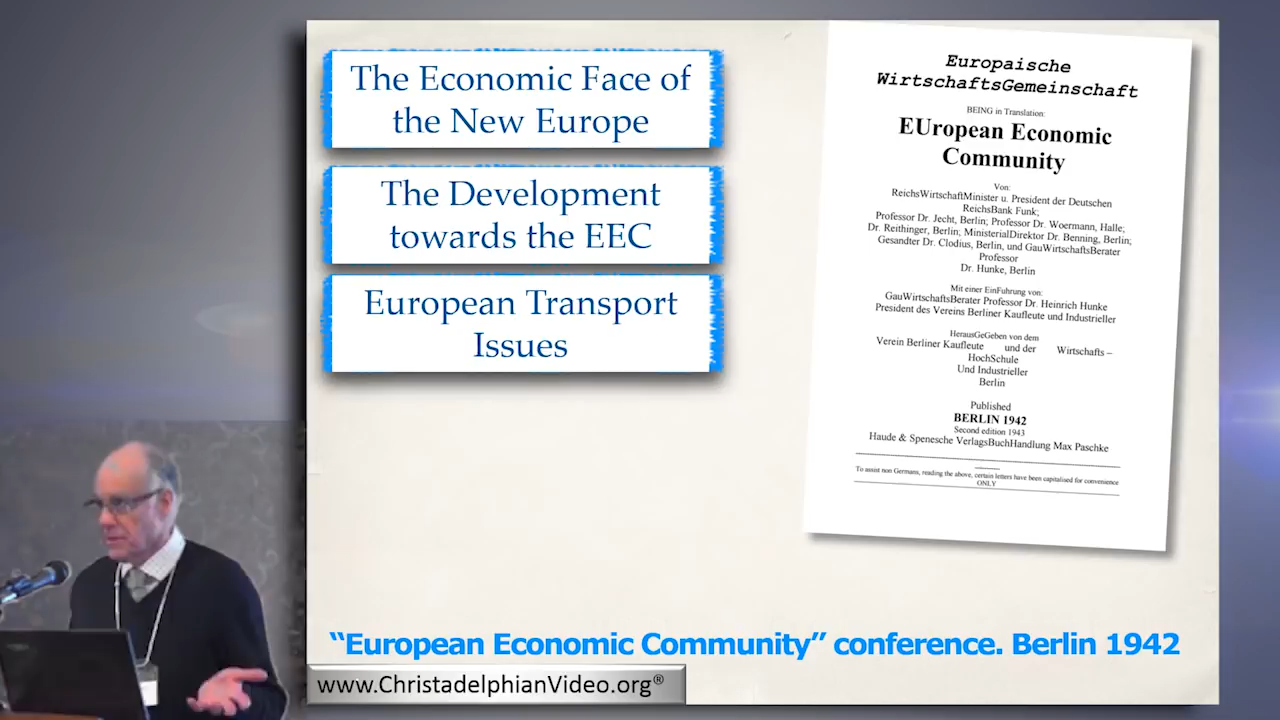 The Economic Face of
the New Europe
The Development
towards the EEC
European Transport
Issues
Europaische
WirtschaftsGemeinschaft
BEING in Translation:
EUropean Economic
Community
Von:
ReichsWirtschaftMinister u. President der Deutschen
ReichsBank Funk;
Professor Dr. Jecht, Berlin; Professor Dr. Woermann, Halle;
Dr. Reithinger, Berlin; MinisterialDirektor Dr. Benning, Berlin;
Gesandter Dr. Clodius, Berlin, und GauWirtschaftsBerater
Professor
Dr. Hunke, Berlin
Mit einer EinFuhrung von:
GauWirtschaftsBerater Professor Dr. Heinrich Hunke
President des Vereins Berliner Kaufleute und Industrieller
HerausGeGeben von dem
Verein Berliner Kaufleute und der Wirtschafts –
HochSchule
Und Industrieller
Berlin
Published
BERLIN 1942
Second edition 1943
Haude & Spenesche VerlagsBuchHandlung Max Paschke
To assist non Germans, reading the above, certain letters have been capitalised for convenience
ONLY
“European Economic Community” conference. Berlin 1942
www.ChristadelphianVideo.org®